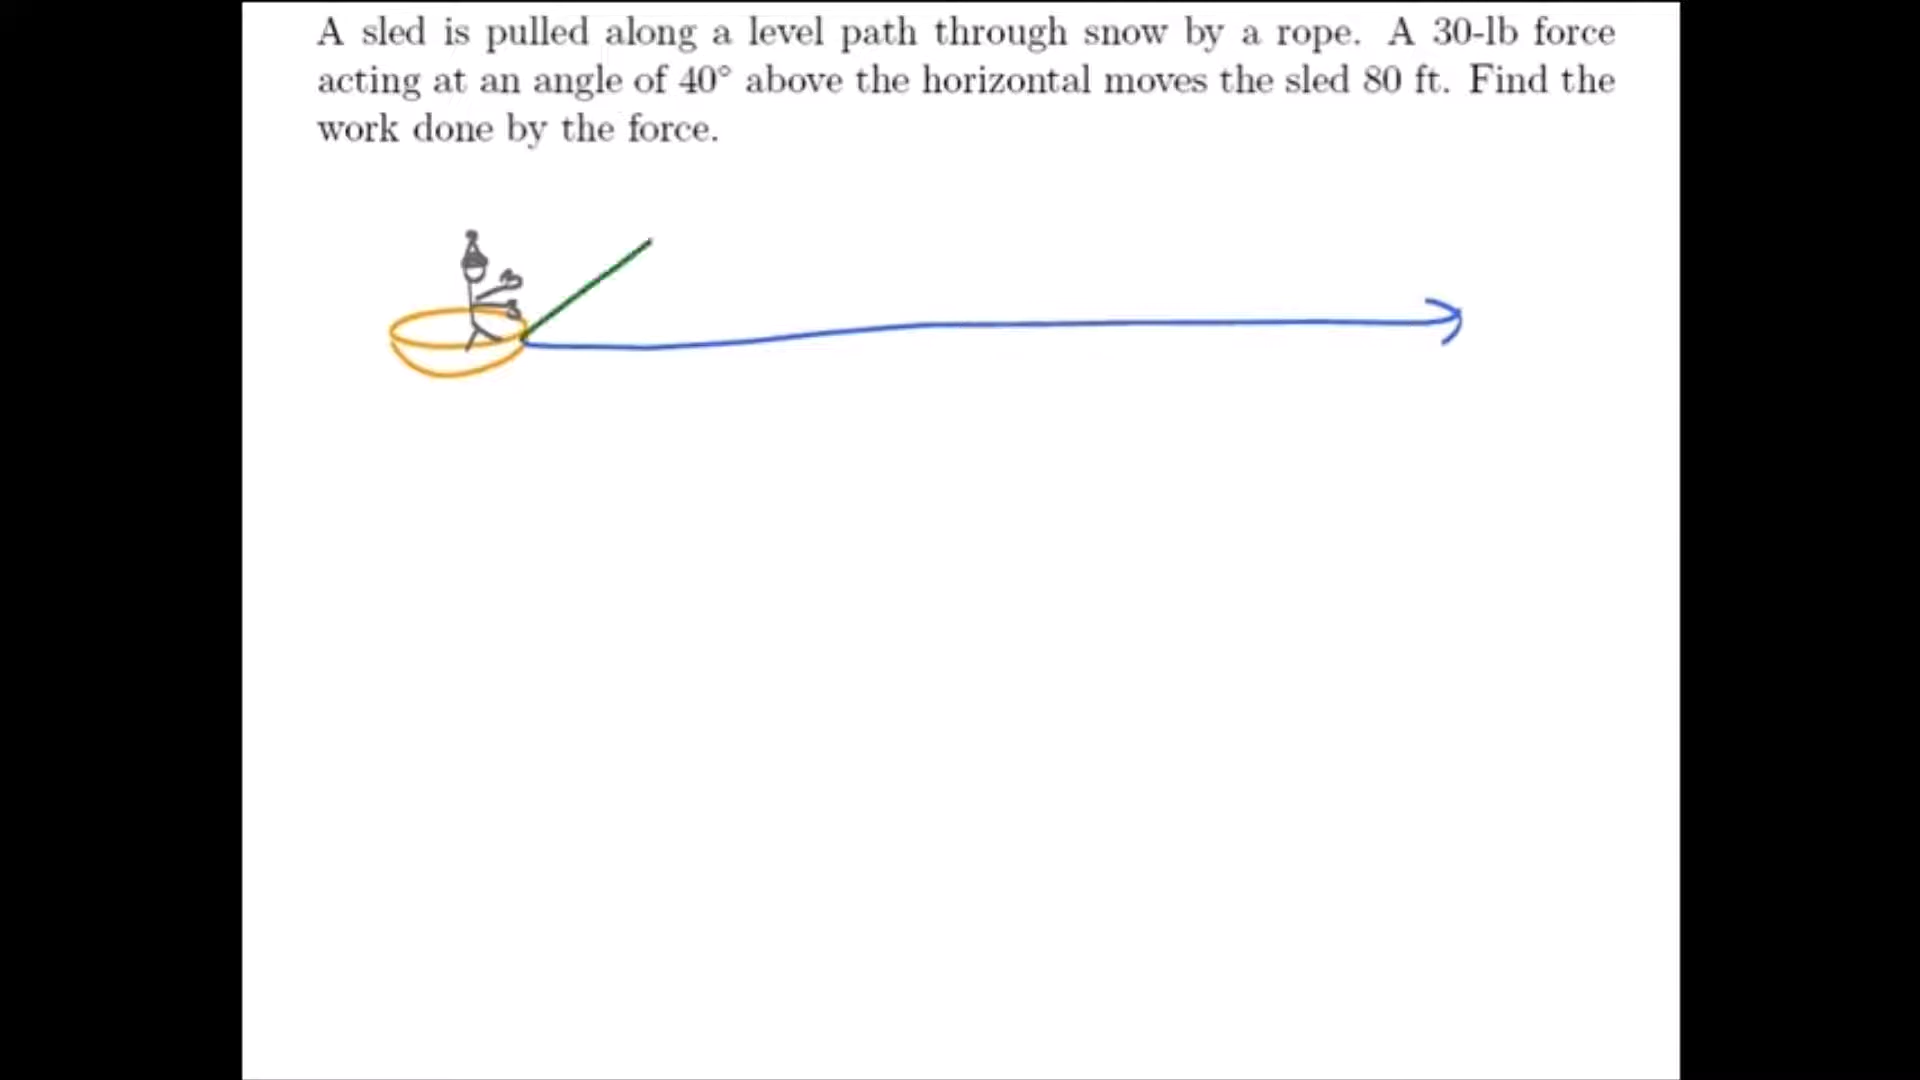 A sled is pulled along a level path through snow by a rope. A 30-lb force
acting at an angle of 40° above the horizontal moves the sled 80 ft. Find the
work done by the force.